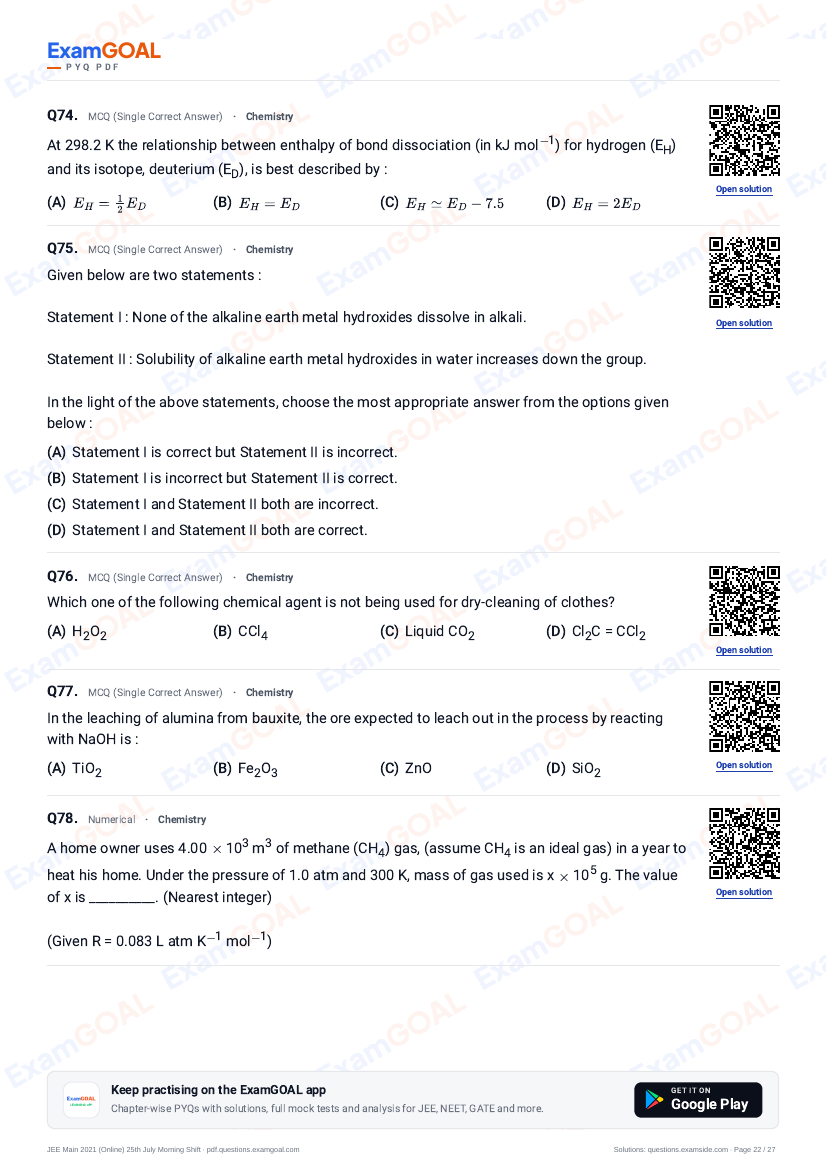 ExamGOAL
PYQ PDF
Q74. MCQ (Single Correct Answer) · Chemistry
At 298.2 K the relationship between enthalpy of bond dissociation (in kJ mol⁻¹) for hydrogen (E_H)
and its isotope, deuterium (E_D), is best described by :
(A) E_H = ½E_D (B) E_H = E_D (C) E_H ≃ E_D − 7.5 (D) E_H = 2E_D
Open solution
Q75. MCQ (Single Correct Answer) · Chemistry
Given below are two statements :
Statement I : None of the alkaline earth metal hydroxides dissolve in alkali.
Statement II : Solubility of alkaline earth metal hydroxides in water increases down the group.
In the light of the above statements, choose the most appropriate answer from the options given
below :
(A) Statement I is correct but Statement II is incorrect.
(B) Statement I is incorrect but Statement II is correct.
(C) Statement I and Statement II both are incorrect.
(D) Statement I and Statement II both are correct.
Open solution
Q76. MCQ (Single Correct Answer) · Chemistry
Which one of the following chemical agent is not being used for dry-cleaning of clothes?
(A) H₂O₂ (B) CCl₄ (C) Liquid CO₂ (D) Cl₂C = CCl₂
Open solution
Q77. MCQ (Single Correct Answer) · Chemistry
In the leaching of alumina from bauxite, the ore expected to leach out in the process by reacting
with NaOH is :
(A) TiO₂ (B) Fe₂O₃ (C) ZnO (D) SiO₂
Open solution
Q78. Numerical · Chemistry
A home owner uses 4.00 × 10³ m³ of methane (CH₄) gas, (assume CH₄ is an ideal gas) in a year to
heat his home. Under the pressure of 1.0 atm and 300 K, mass of gas used is x × 10⁵ g. The value
of x is _________. (Nearest integer)
(Given R = 0.083 L atm K⁻¹ mol⁻¹)
Open solution
ExamGOAL
Keep practising on the ExamGOAL app
Chapter-wise PYQs with solutions, full mock tests and analysis for JEE, NEET, GATE and more.
GET IT ON
Google Play
JEE Main 2021 (Online) 25th July Morning Shift · pdf.questions.examgoal.com
Solutions: questions.examside.com · Page 22 / 27